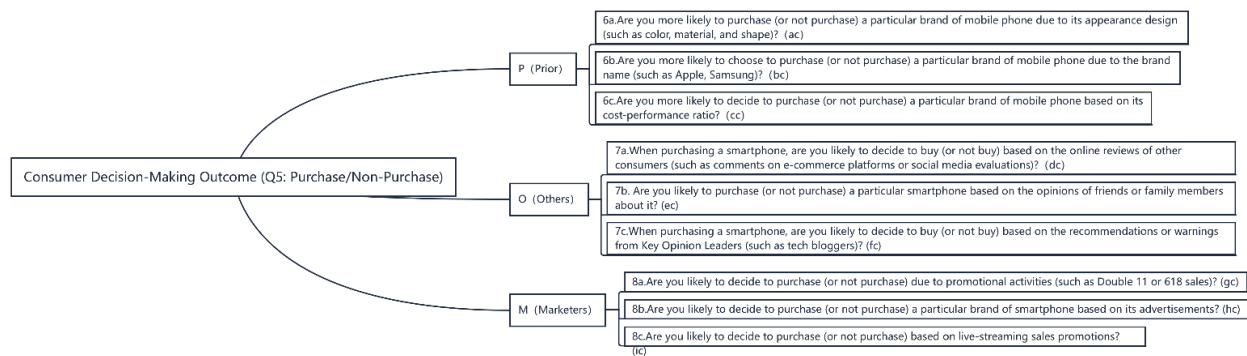 6a.Are you more likely to purchase (or not purchase) a particular brand of mobile phone due to its appearance design
(such as color, material, and shape)? (ac)
P (Prior)
6b.Are you more likely to choose to purchase (or not purchase) a particular brand of mobile phone due to the brand
name (such as Apple, Samsung)? (bc)
6c.Are you more likely to decide to purchase (or not purchase) a particular brand of mobile phone based on its
cost-performance ratio? (cc)
Consumer Decision-Making Outcome (Q5: Purchase/Non-Purchase)
7a.When purchasing a smartphone, are you likely to decide to buy (or not buy) based on the online reviews of other
consumers (such as comments on e-commerce platforms or social media evaluations)? (dc)
O (Others)
7b. Are you likely to purchase (or not purchase) a particular smartphone based on the opinions of friends or family members
about it? (ec)
7c.When purchasing a smartphone, are you likely to decide to buy (or not buy) based on the recommendations or warnings
from Key Opinion Leaders (such as tech bloggers)? (fc)
8a.Are you likely to decide to purchase (or not purchase) due to promotional activities (such as Double 11 or 618 sales)? (gc)
M (Marketers)
8b.Are you likely to decide to purchase (or not purchase) a particular brand of smartphone based on its advertisements? (hc)
8c.Are you likely to decide to purchase (or not purchase) based on live-streaming sales promotions?
(ic)